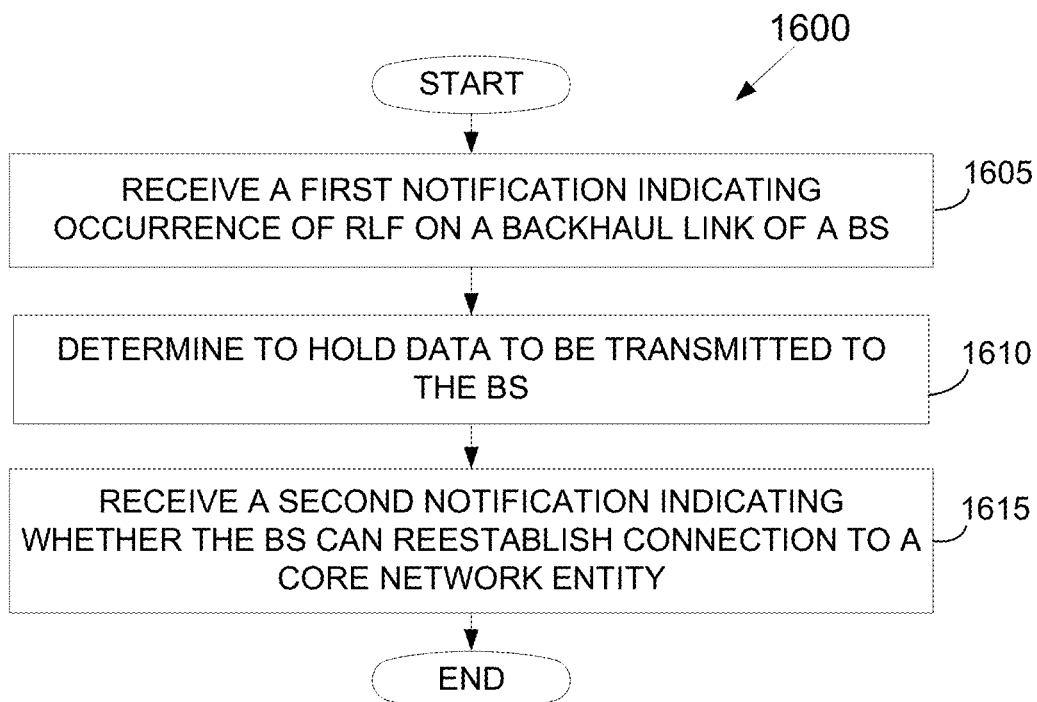 1600
START
RECEIVE A FIRST NOTIFICATION INDICATING
OCCURRENCE OF RLF ON A BACKHAUL LINK OF A BS
1605
DETERMINE TO HOLD DATA TO BE TRANSMITTED TO
THE BS
1610
RECEIVE A SECOND NOTIFICATION INDICATING
WHETHER THE BS CAN REESTABLISH CONNECTION TO A
CORE NETWORK ENTITY
1615
END